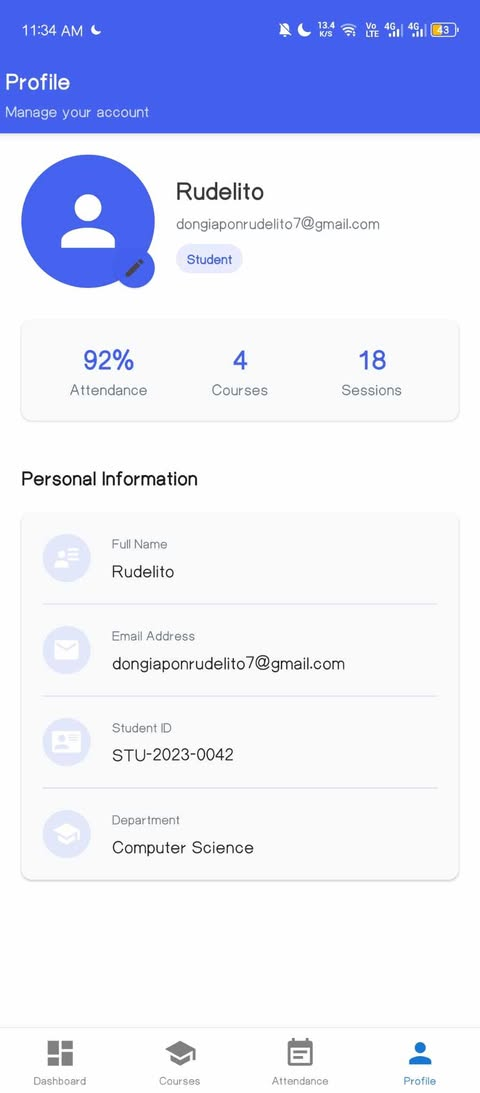 11:34 AM
13.4 K/S
Vo LTE
4G
4G
43
Profile
Manage your account
Rudelito
dongiaponrudelito7@gmail.com
Student
92% 4 18
Attendance Courses Sessions
Personal Information
Full Name
Rudelito
Email Address
dongiaponrudelito7@gmail.com
Student ID
STU-2023-0042
Department
Computer Science
Dashboard Courses Attendance Profile